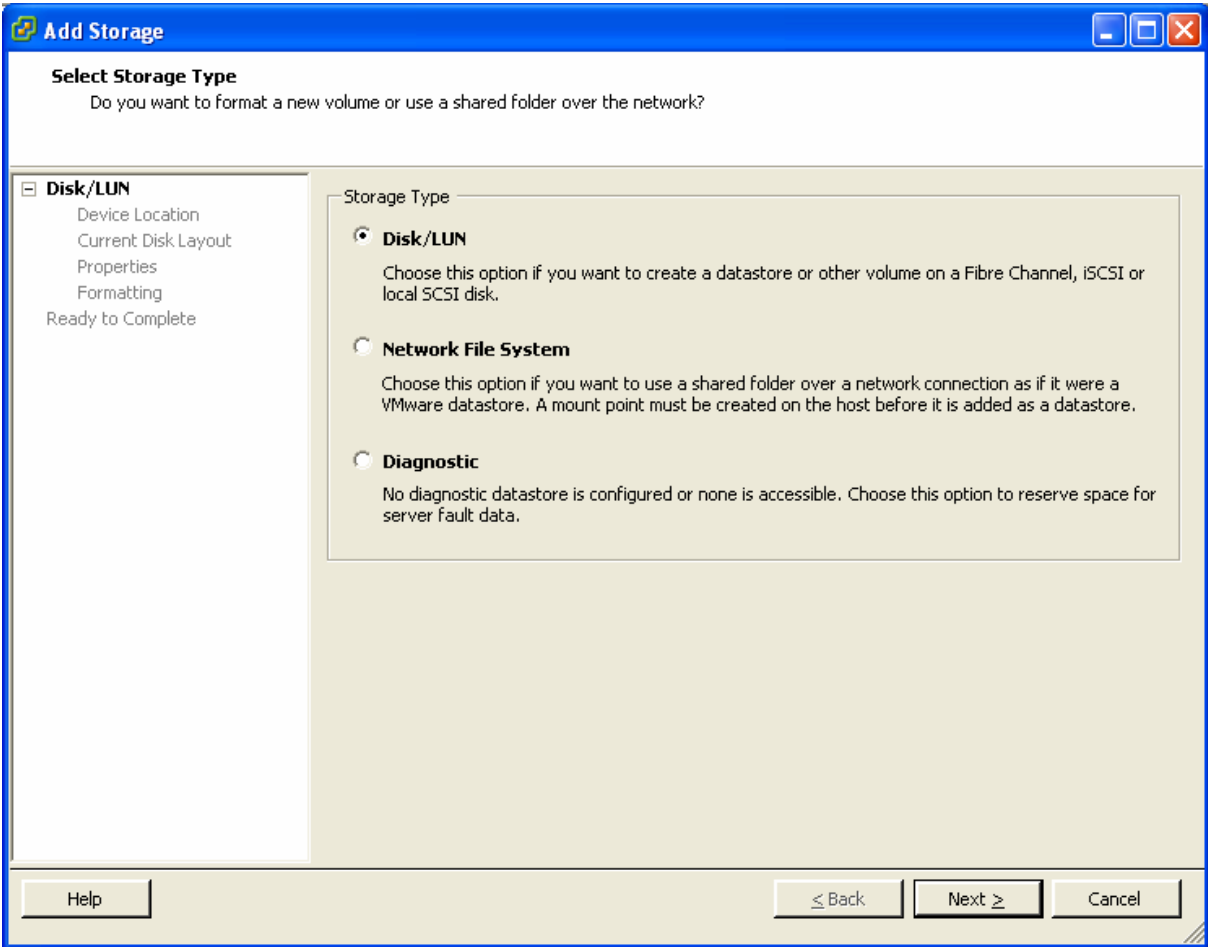 Add Storage
Select Storage Type
Do you want to format a new volume or use a shared folder over the network?
Disk/LUN
Device Location
Current Disk Layout
Properties
Formatting
Ready to Complete
Storage Type
Disk/LUN
Choose this option if you want to create a datastore or other volume on a Fibre Channel, iSCSI or
local SCSI disk.
Network File System
Choose this option if you want to use a shared folder over a network connection as if it were a
VMware datastore. A mount point must be created on the host before it is added as a datastore.
Diagnostic
No diagnostic datastore is configured or none is accessible. Choose this option to reserve space for
server fault data.
Help
< Back
Next >
Cancel